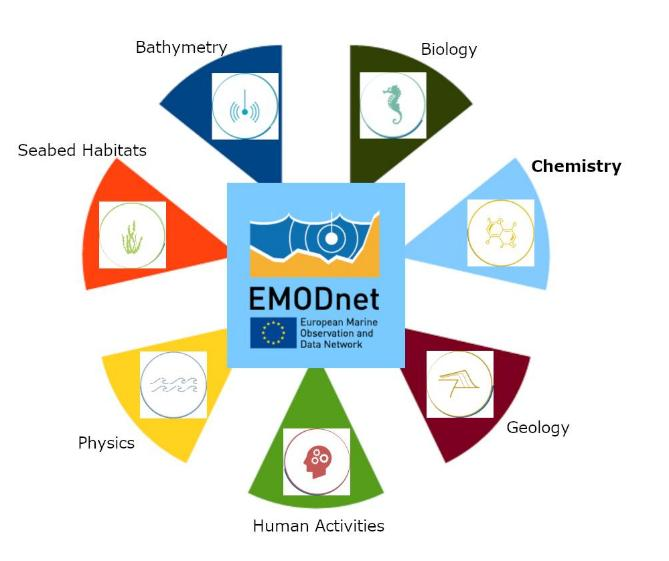 Bathymetry
Biology
Seabed Habitats
Chemistry
EMODnet
European Marine
Observation and
Data Network
Physics
Geology
Human Activities